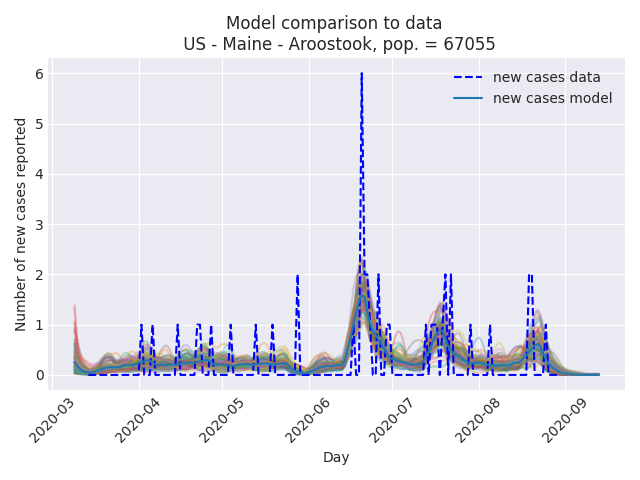 Model comparison to data
US - Maine - Aroostook, pop. = 67055
new cases data
new cases model
Number of new cases reported
6
5
4
3
2
1
0
2020-03
2020-04
2020-05
2020-06
2020-07
2020-08
2020-09
Day